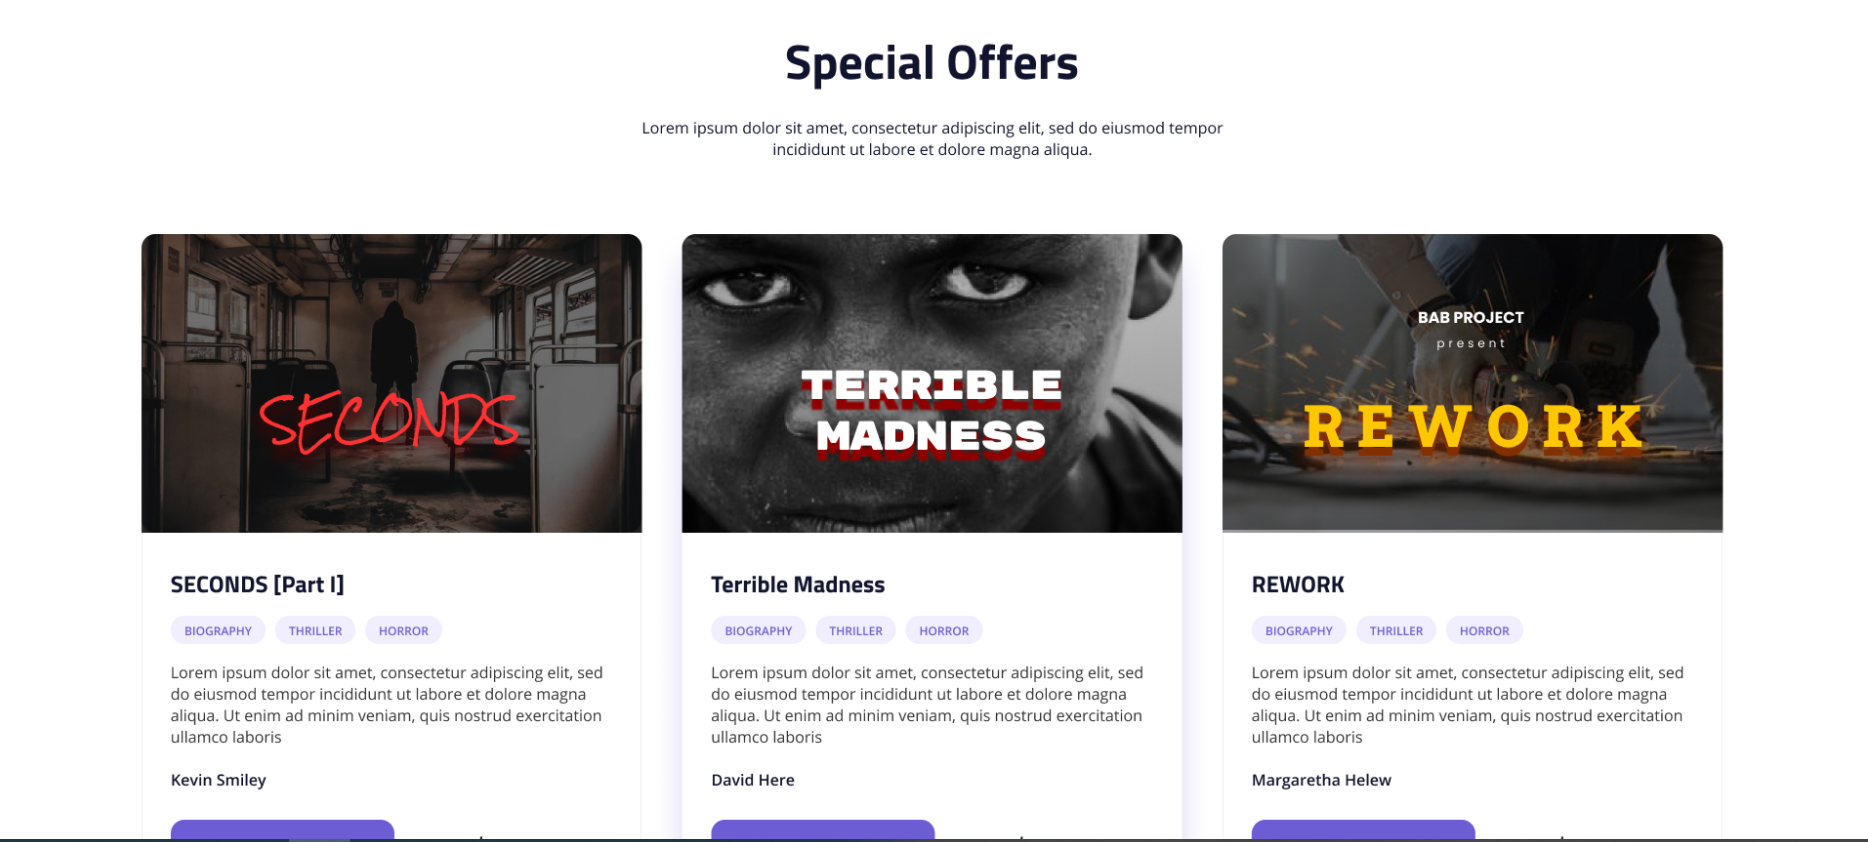 Special Offers
Lorem ipsum dolor sit amet, consectetur adipiscing elit, sed do eiusmod tempor
incididunt ut labore et dolore magna aliqua.
SECONDS
SECONDS [Part I]
BIOGRAPHY THRILLER HORROR
Lorem ipsum dolor sit amet, consectetur adipiscing elit, sed
do eiusmod tempor incididunt ut labore et dolore magna
aliqua. Ut enim ad minim veniam, quis nostrud exercitation
ullamco laboris
Kevin Smiley
TERRIBLE
MADNESS
Terrible Madness
BIOGRAPHY THRILLER HORROR
Lorem ipsum dolor sit amet, consectetur adipiscing elit, sed
do eiusmod tempor incididunt ut labore et dolore magna
aliqua. Ut enim ad minim veniam, quis nostrud exercitation
ullamco laboris
David Here
BAB PROJECT
present
REWORK
REWORK
BIOGRAPHY THRILLER HORROR
Lorem ipsum dolor sit amet, consectetur adipiscing elit, sed
do eiusmod tempor incididunt ut labore et dolore magna
aliqua. Ut enim ad minim veniam, quis nostrud exercitation
ullamco laboris
Margaretha Helew